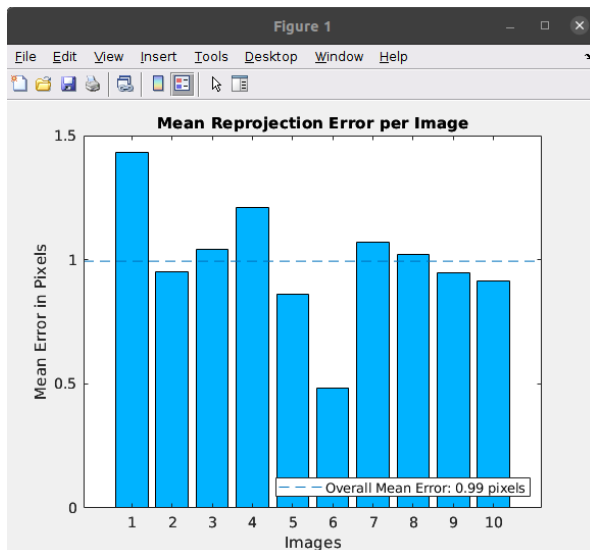 Figure 1
File Edit View Insert Tools Desktop Window Help
Mean Reprojection Error per Image
1.5
1
0.5
0
Mean Error in Pixels
Overall Mean Error: 0.99 pixels
1 2 3 4 5 6 7 8 9 10
Images